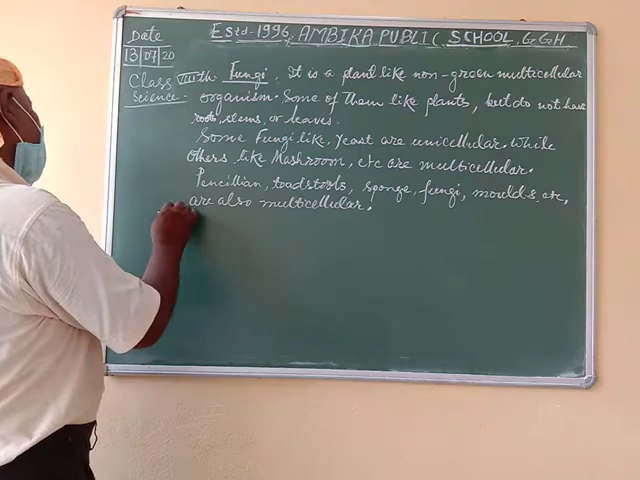 Date
Estd-1996, AMBIKA PUBLIC SCHOOL, GZGH
13|07|20
Class VIIIth
Science-
Fungi. It is a plant like non-green multicellular
organism. Some of Them like plants, but do not have
roots, stems, or leaves.
Some Fungi like, yeast are unicellular. While
others, like Mashroom, etc are multicellular.
Pencillian, toadstools, sponge, fungi, moulds, etc,
are also multicellular.